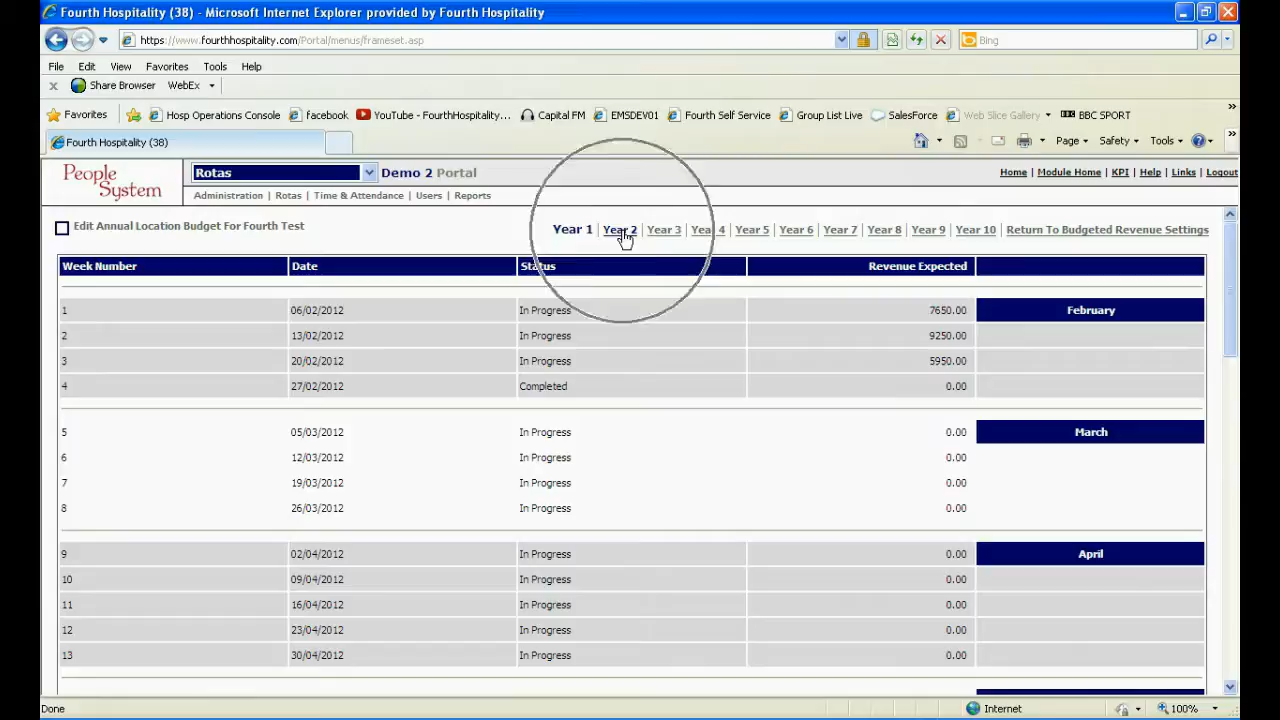 Fourth Hospitality (38) - Microsoft Internet Explorer provided by Fourth Hospitality
https://www.fourthhospitality.com/Portal/menus/frameset.asp
Bing
File Edit View Favorites Tools Help
x Share Browser WebEx
Favorites Hosp Operations Console facebook YouTube - FourthHospitality... Capital FM EMSDEV01 Fourth Self Service Group List Live SalesForce Web Slice Gallery BBC SPORT »
Fourth Hospitality (38) Page Safety Tools »
People System
Rotas Demo 2 Portal Home | Module Home | KPI | Help | Links | Logout
Administration | Rotas | Time & Attendance | Users | Reports
Edit Annual Location Budget For Fourth Test Year 1 | Year 2 | Year 3 | Year 4 | Year 5 | Year 6 | Year 7 | Year 8 | Year 9 | Year 10 | Return To Budgeted Revenue Settings
Week Number Date Status Revenue Expected
1 06/02/2012 In Progress 7650.00 February
2 13/02/2012 In Progress 9250.00
3 20/02/2012 In Progress 5950.00
4 27/02/2012 Completed 0.00
5 05/03/2012 In Progress 0.00 March
6 12/03/2012 In Progress 0.00
7 19/03/2012 In Progress 0.00
8 26/03/2012 In Progress 0.00
9 02/04/2012 In Progress 0.00 April
10 09/04/2012 In Progress 0.00
11 16/04/2012 In Progress 0.00
12 23/04/2012 In Progress 0.00
13 30/04/2012 In Progress 0.00
Done Internet 100%